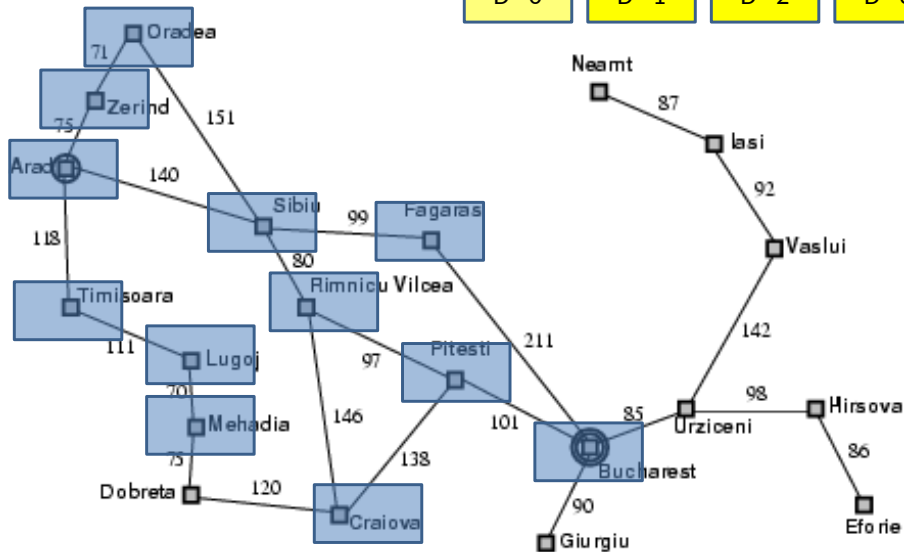 Oradea
71
Neamt
Zerind
87
75
151
Iasi
Arad
140
92
Sibiu
99
Fagaras
118
80
Vaslui
Timisoara
Rimnicu Vilcea
111
211
142
Lugoj
97
Pitesti
70
98
Hirsova
Mehadia
146
101
85
Urziceni
75
138
86
Bucharest
Dobreta
120
90
Craiova
Eforie
Giurgiu